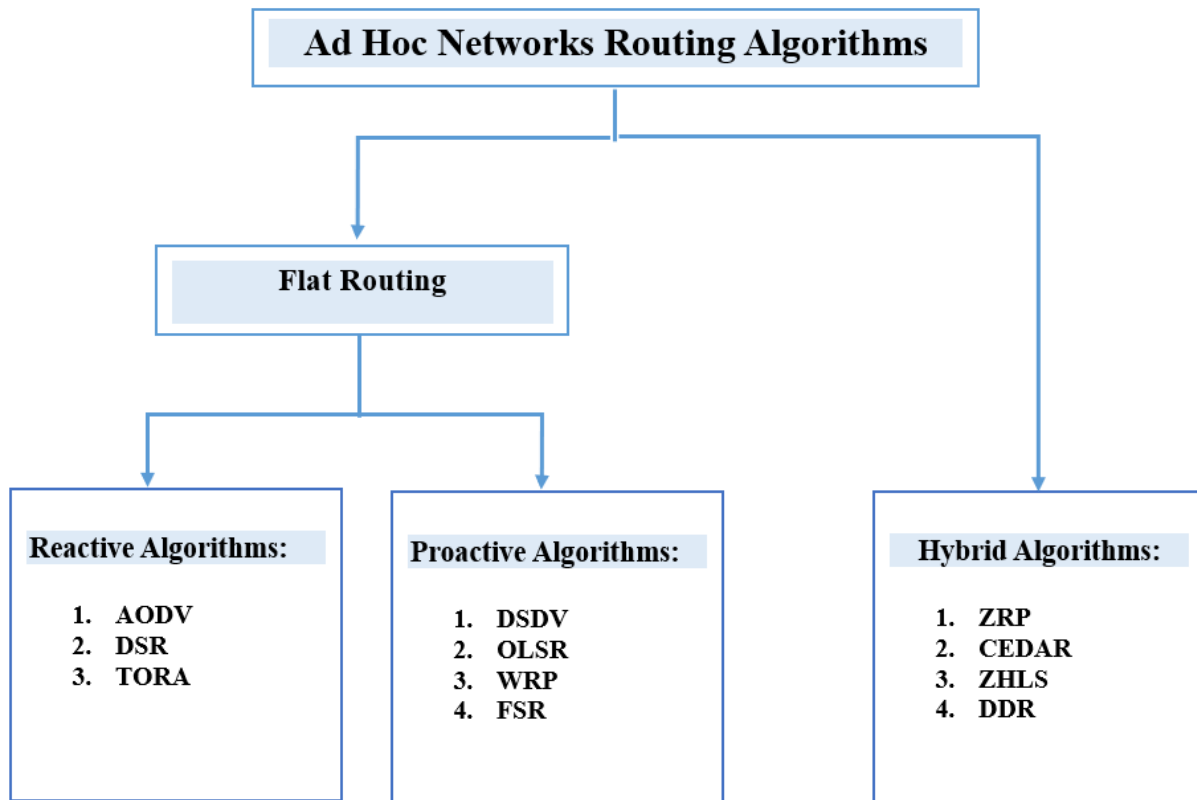 Ad Hoc Networks Routing Algorithms
Flat Routing
Reactive Algorithms:
1. AODV
2. DSR
3. TORA
Proactive Algorithms:
1. DSDV
2. OLSR
3. WRP
4. FSR
Hybrid Algorithms:
1. ZRP
2. CEDAR
3. ZHLS
4. DDR